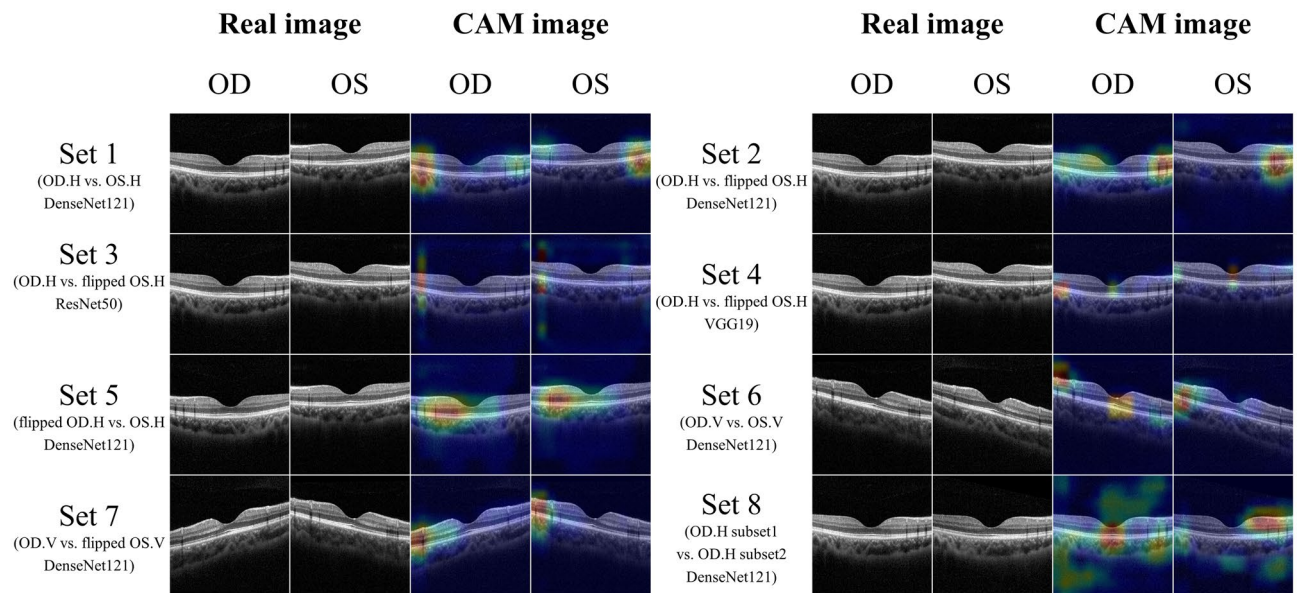 Real image CAM image Real image CAM image
OD OS OD OS OD OS OD OS
Set 1
(OD.H vs. OS.H
DenseNet121)
Set 2
(OD.H vs. flipped OS.H
DenseNet121)
Set 3
(OD.H vs. flipped OS.H
ResNet50)
Set 4
(OD.H vs. flipped OS.H
VGG19)
Set 5
(flipped OD.H vs. OS.H
DenseNet121)
Set 6
(OD.V vs. OS.V
DenseNet121)
Set 7
(OD.V vs. flipped OS.V
DenseNet121)
Set 8
(OD.H subset1
vs. OD.H subset2
DenseNet121)